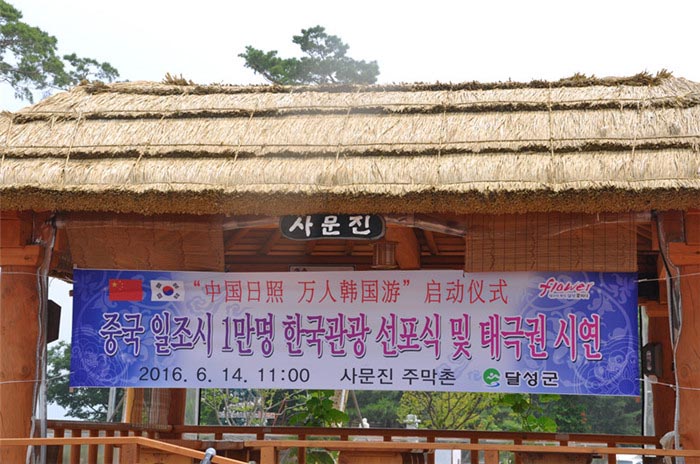 사문진
“中国日照 万人韩国游” 启动仪式
flower
중국 일조시 1만명 한국관광 선포식 및 태극권 시연
2016. 6. 14. 11:00 사문진 주막촌 달성군